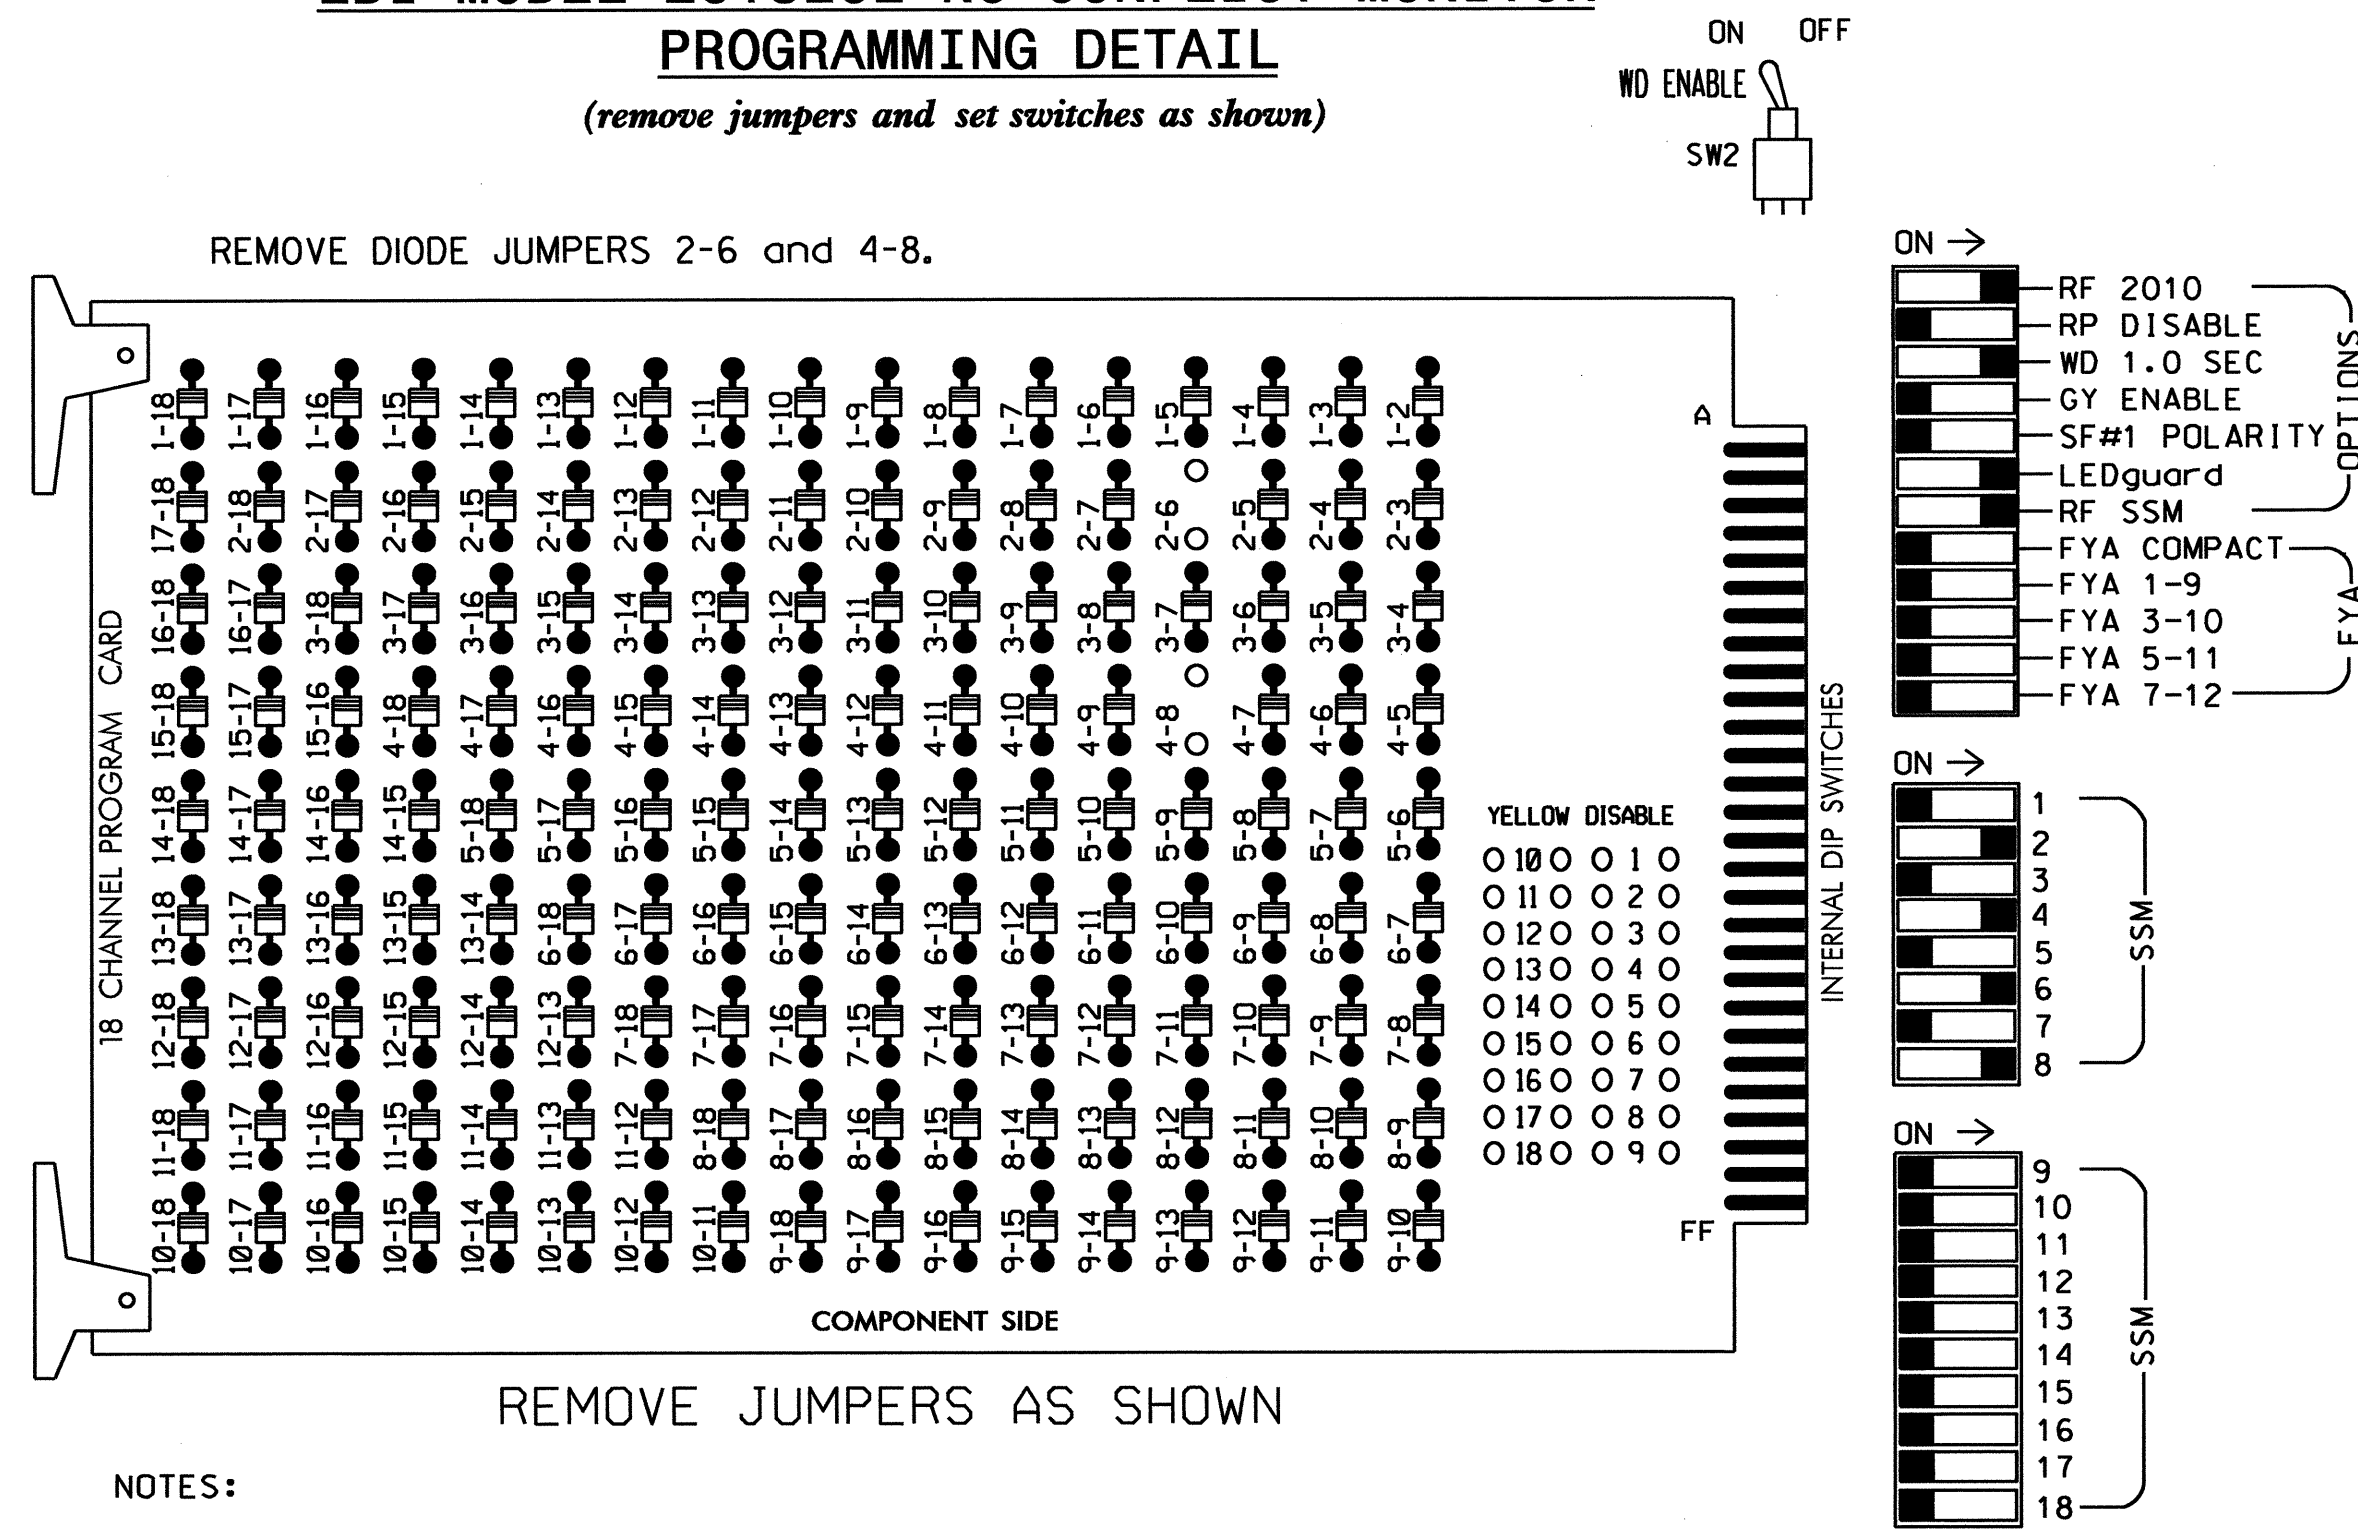 PROGRAMMING DETAIL
(remove jumpers and set switches as shown)
ON OFF
WD ENABLE
SW2
REMOVE DIODE JUMPERS 2-6 and 4-8.
18 CHANNEL PROGRAM CARD
1-18 1-17 1-16 1-15 1-14 1-13 1-12 1-11 1-10 1-9 1-8 1-7 1-6 1-5 1-4 1-3 1-2
17-18 2-18 2-17 2-16 2-15 2-14 2-13 2-12 2-11 2-10 2-9 2-8 2-7 2-6 2-5 2-4 2-3
16-18 16-17 3-18 3-17 3-16 3-15 3-14 3-13 3-12 3-11 3-10 3-9 3-8 3-7 3-6 3-5 3-4
15-18 15-17 15-16 4-18 4-17 4-16 4-15 4-14 4-13 4-12 4-11 4-10 4-9 4-8 4-7 4-6 4-5
14-18 14-17 14-16 14-15 5-18 5-17 5-16 5-15 5-14 5-13 5-12 5-11 5-10 5-9 5-8 5-7 5-6
13-18 13-17 13-16 13-15 13-14 6-18 6-17 6-16 6-15 6-14 6-13 6-12 6-11 6-10 6-9 6-8 6-7
12-18 12-17 12-16 12-15 12-14 12-13 7-18 7-17 7-16 7-15 7-14 7-13 7-12 7-11 7-10 7-9 7-8
11-18 11-17 11-16 11-15 11-14 11-13 11-12 8-18 8-17 8-16 8-15 8-14 8-13 8-12 8-11 8-10 8-9
10-18 10-17 10-16 10-15 10-14 10-13 10-12 10-11 9-18 9-17 9-16 9-15 9-14 9-13 9-12 9-11 9-10
YELLOW DISABLE
10 1
11 2
12 3
13 4
14 5
15 6
16 7
17 8
18 9
A
FF
COMPONENT SIDE
REMOVE JUMPERS AS SHOWN
NOTES:
INTERNAL DIP SWITCHES
ON
RF 2010
RP DISABLE
WD 1.0 SEC
GY ENABLE
SF#1 POLARITY
LEDguard
RF SSM
OPTIONS
FYA COMPACT
FYA 1-9
FYA 3-10
FYA 5-11
FYA 7-12
FYA
ON
1
2
3
4
5
6
7
8
SSM
ON
9
10
11
12
13
14
15
16
17
18
SSM